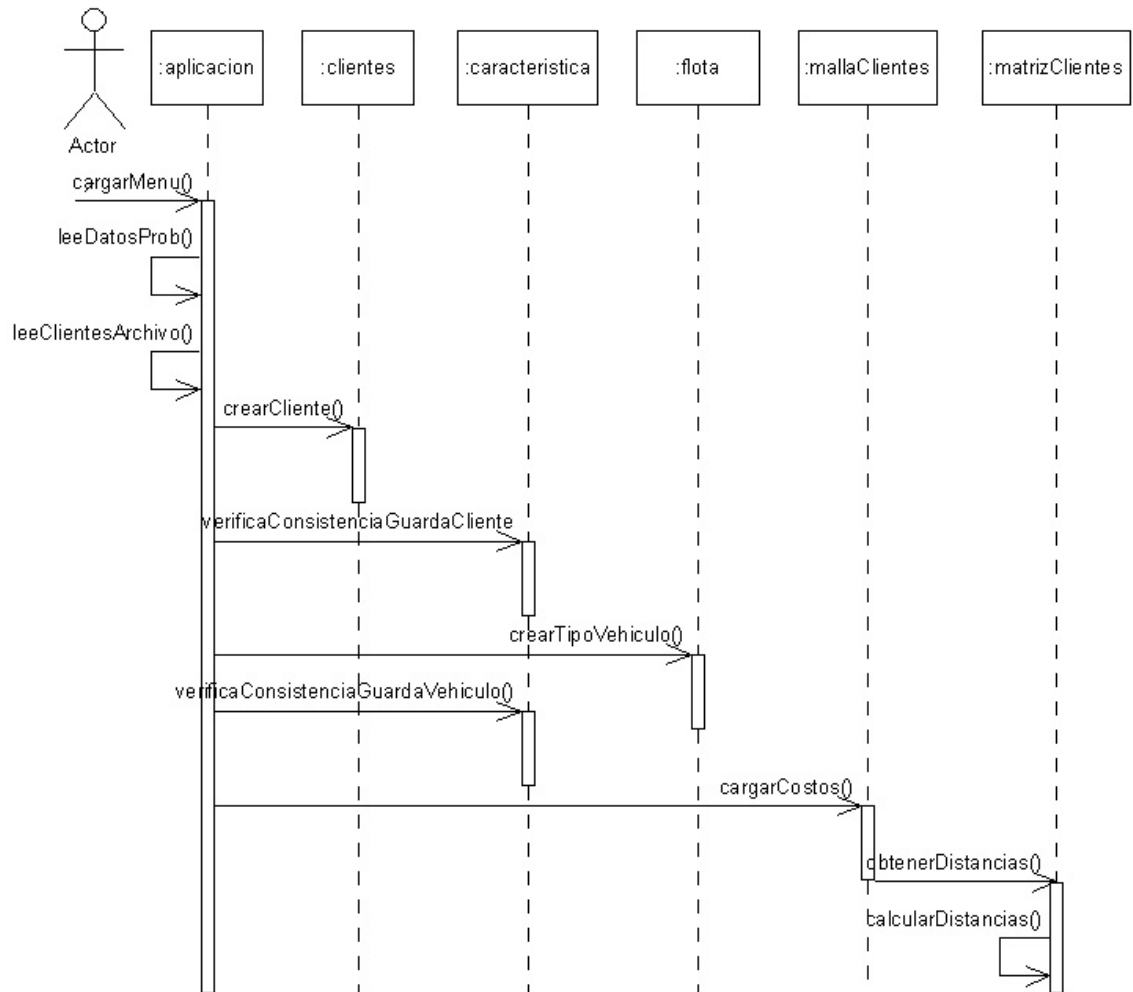 :aplicacion
:clientes
:caracteristica
:flota
:mallaClientes
:matrizClientes
Actor
cargarMenu()
leeDatosProb()
leeClientesArchivo()
crearCliente()
verificaConsistenciaGuardaCliente
crearTipoVehiculo()
verificaConsistenciaGuardaVehiculo()
cargarCostos()
obtenerDistancias()
calcularDistancias()